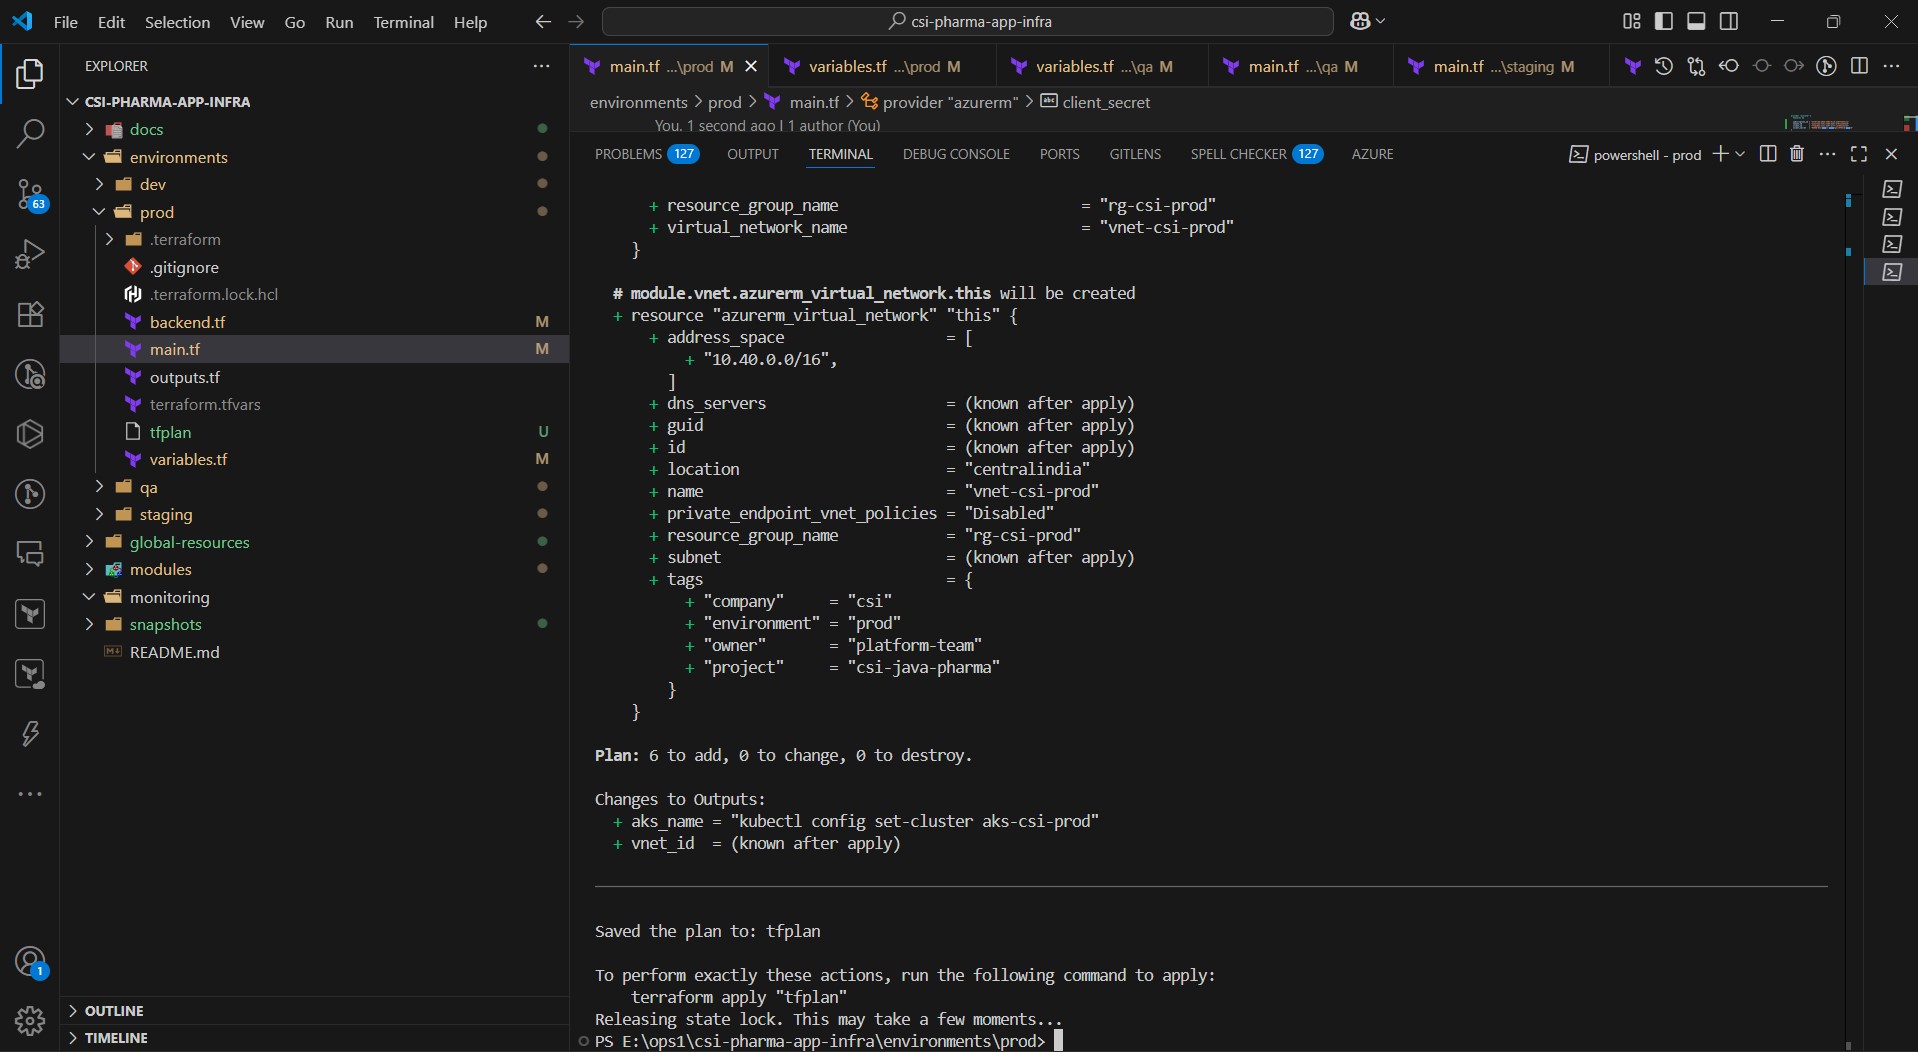 File Edit Selection View Go Run Terminal Help
csi-pharma-app-infra
EXPLORER
CSI-PHARMA-APP-INFRA
docs
environments
dev
prod
.terraform
.gitignore
.terraform.lock.hcl
backend.tf M
main.tf M
outputs.tf
terraform.tfvars
tfplan U
variables.tf M
qa
staging
global-resources
modules
monitoring
snapshots
README.md
OUTLINE
TIMELINE
63
1
main.tf ...\prod M
variables.tf ...\prod M
variables.tf ...\qa M
main.tf ...\qa M
main.tf ...\staging M
environments > prod > main.tf > provider "azurerm" > client_secret
You, 1 second ago | 1 author (You)
PROBLEMS 127 OUTPUT TERMINAL DEBUG CONSOLE PORTS GITLENS SPELL CHECKER 127 AZURE
powershell - prod
+ resource_group_name = "rg-csi-prod"
+ virtual_network_name = "vnet-csi-prod"
}
# module.vnet.azurerm_virtual_network.this will be created
+ resource "azurerm_virtual_network" "this" {
+ address_space = [
+ "10.40.0.0/16",
]
+ dns_servers = (known after apply)
+ guid = (known after apply)
+ id = (known after apply)
+ location = "centralindia"
+ name = "vnet-csi-prod"
+ private_endpoint_vnet_policies = "Disabled"
+ resource_group_name = "rg-csi-prod"
+ subnet = (known after apply)
+ tags = {
+ "company" = "csi"
+ "environment" = "prod"
+ "owner" = "platform-team"
+ "project" = "csi-java-pharma"
}
}
Plan: 6 to add, 0 to change, 0 to destroy.
Changes to Outputs:
+ aks_name = "kubectl config set-cluster aks-csi-prod"
+ vnet_id = (known after apply)
Saved the plan to: tfplan
To perform exactly these actions, run the following command to apply:
terraform apply "tfplan"
Releasing state lock. This may take a few moments...
PS E:\ops1\csi-pharma-app-infra\environments\prod>